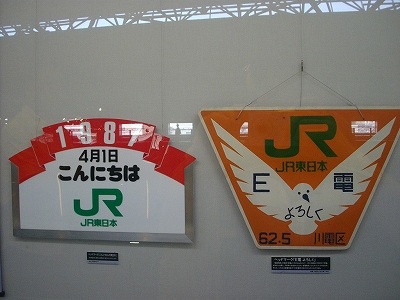 1987
4月1日
こんにちは
JR
JR東日本
JR
JR東日本
E 電
よろしく
62.5 川電区